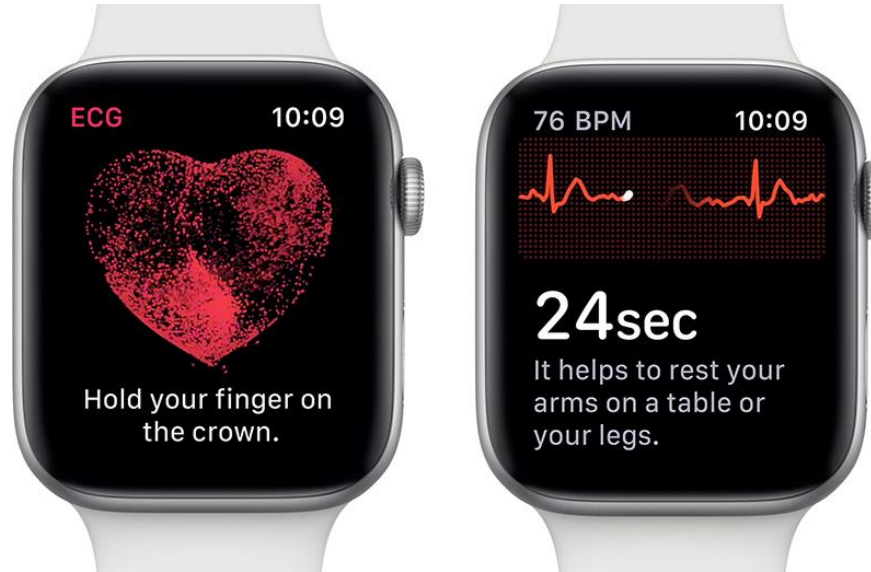 ECG
10:09
Hold your finger on
the crown.
76 BPM
10:09
24sec
It helps to rest your
arms on a table or
your legs.